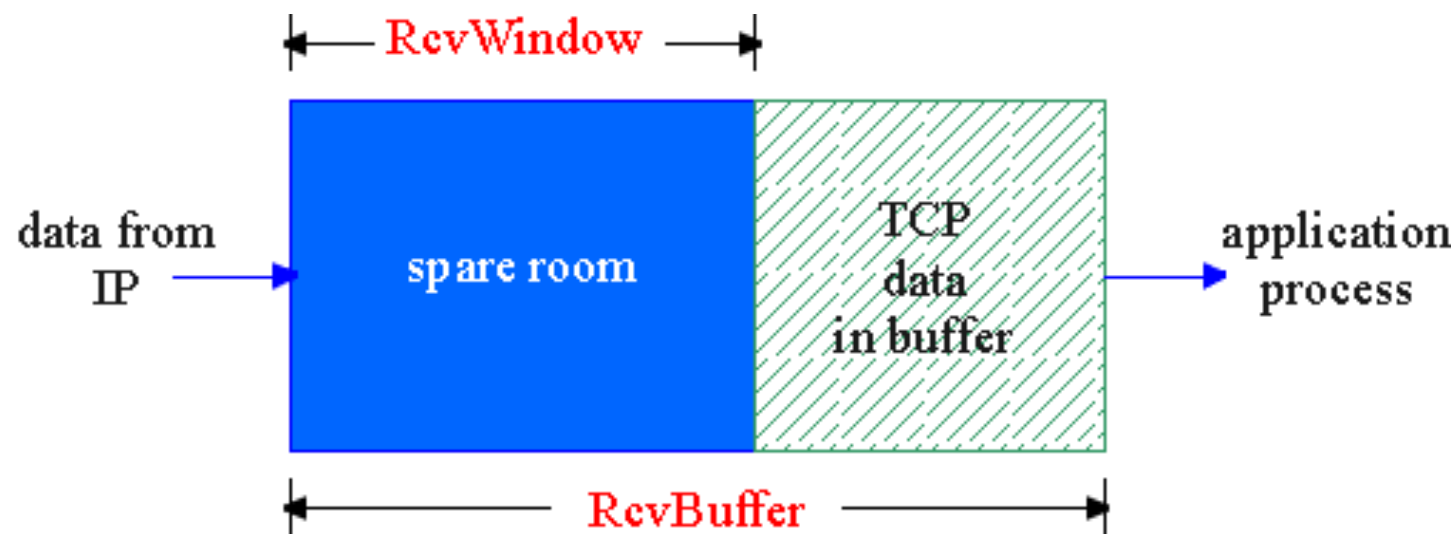 RcvWindow
data from
IP
spare room
TCP
data
in buffer
application
process
RcvBuffer